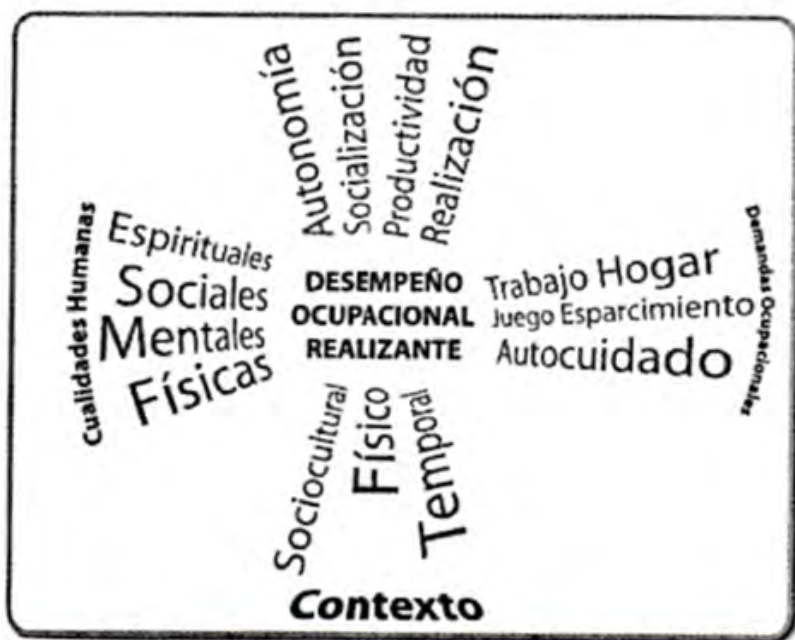 Autonomía
Socialización
Productividad
Realización
Cualidades Humanas
Espirituales
Sociales
Mentales
Físicas
DESEMPEÑO
OCUPACIONAL
REALIZANTE
Trabajo Hogar
Juego Esparcimiento
Autocuidado
Demandas Ocupacionales
Sociocultural
Físico
Temporal
Contexto